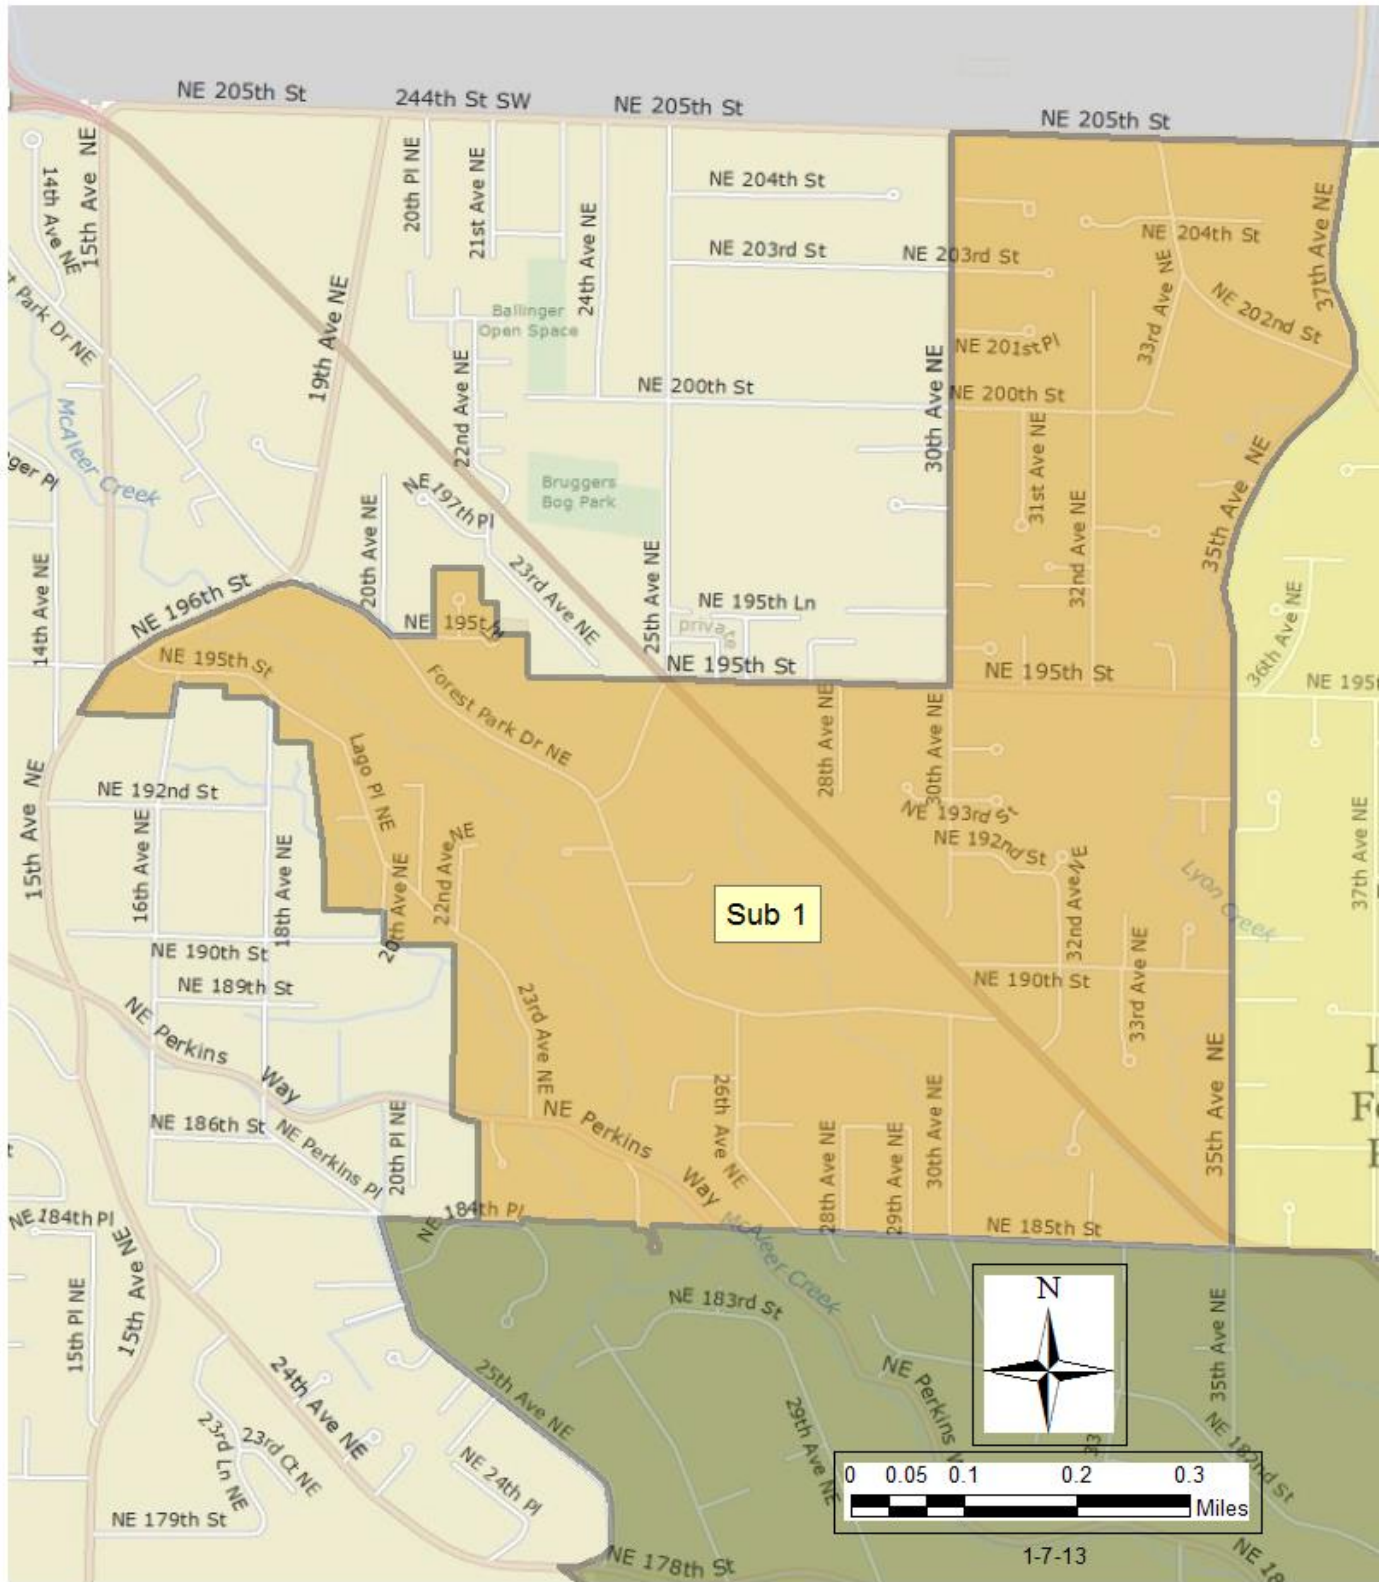 NE 205th St
244th St SW
NE 205th St
NE 205th St
14th Ave NE
15th Ave NE
20th Pl NE
21st Ave NE
24th Ave NE
NE 204th St
NE 203rd St
NE 203rd St
NE 204th St
37th Ave NE
33rd Ave NE
NE 202nd St
st Park Dr NE
19th Ave NE
Ballinger
Open Space
22nd Ave NE
NE 201st Pl
NE 200th St
NE 200th St
30th Ave NE
31st Ave NE
McAleer Creek
ger Pl
Bruggers
Bog Park
NE 197th Pl
20th Ave NE
23rd Ave NE
25th Ave NE
32nd Ave NE
35th Ave NE
14th Ave NE
NE 196th St
NE 195th
NE 195th Ln
private
NE 195th St
NE 195th St
NE 195th St
36th Ave NE
NE 195t
Forest Park Dr NE
Lago Pl NE
28th Ave NE
30th Ave NE
15th Ave NE
NE 192nd St
16th Ave NE
18th Ave NE
20th Ave NE
22nd Ave NE
NE 193rd St
NE 192nd St
32nd Ave NE
Lyon Creek
37th Ave NE
Sub 1
NE 190th St
NE 189th St
NE 190th St
33rd Ave NE
23rd Ave NE
NE Perkins Way
NE 186th St
NE Perkins Pl
20th Pl NE
NE Perkins Way
26th Ave NE
28th Ave NE
29th Ave NE
30th Ave NE
35th Ave NE
L
Fo
NE 184th Pl
NE 184th Pl
NE 185th St
McAleer Creek
15th Pl NE
15th Ave NE
NE 183rd St
N
35th Ave NE
24th Ave NE
25th Ave NE
NE Perkins W
29th Ave NE
33
NE 182nd St
23rd Ln NE
23rd Ct NE
NE 24th Pl
0 0.05 0.1 0.2 0.3
Miles
NE 179th St
NE 178th St
NE 18
1-7-13